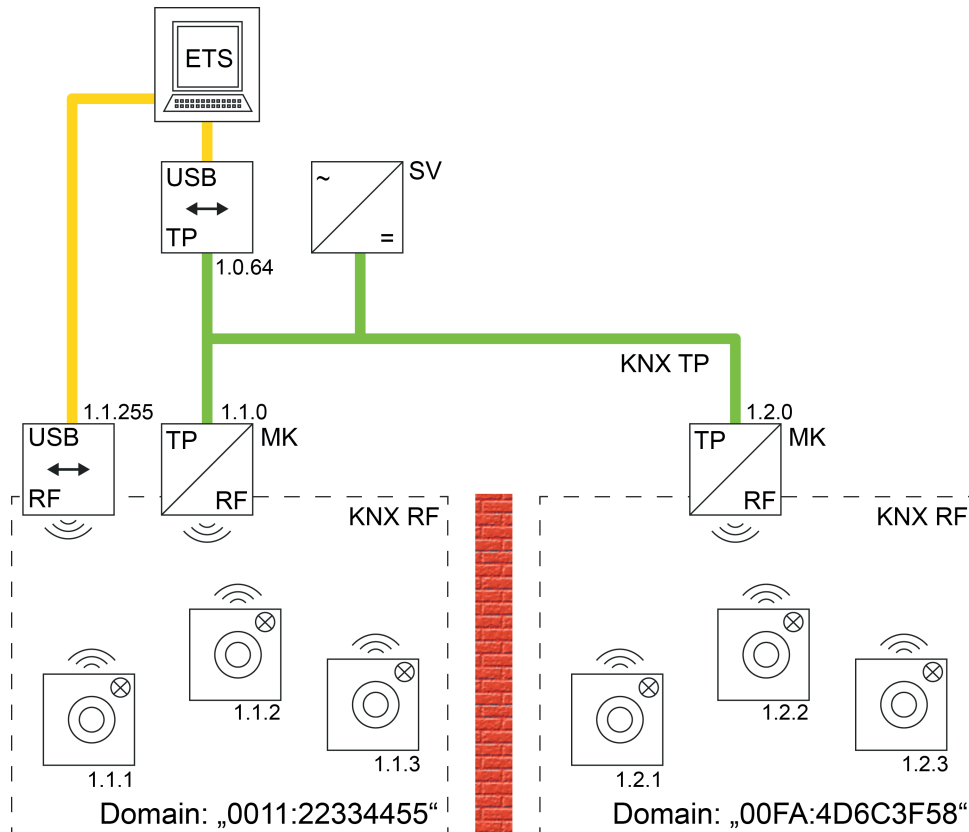 ETS
USB
TP
1.0.64
~
=
SV
KNX TP
1.1.255
USB
RF
1.1.0
TP
RF
MK
1.2.0
TP
RF
MK
KNX RF
KNX RF
1.1.1
1.1.2
1.1.3
1.2.1
1.2.2
1.2.3
Domain: „0011:22334455“
Domain: „00FA:4D6C3F58“